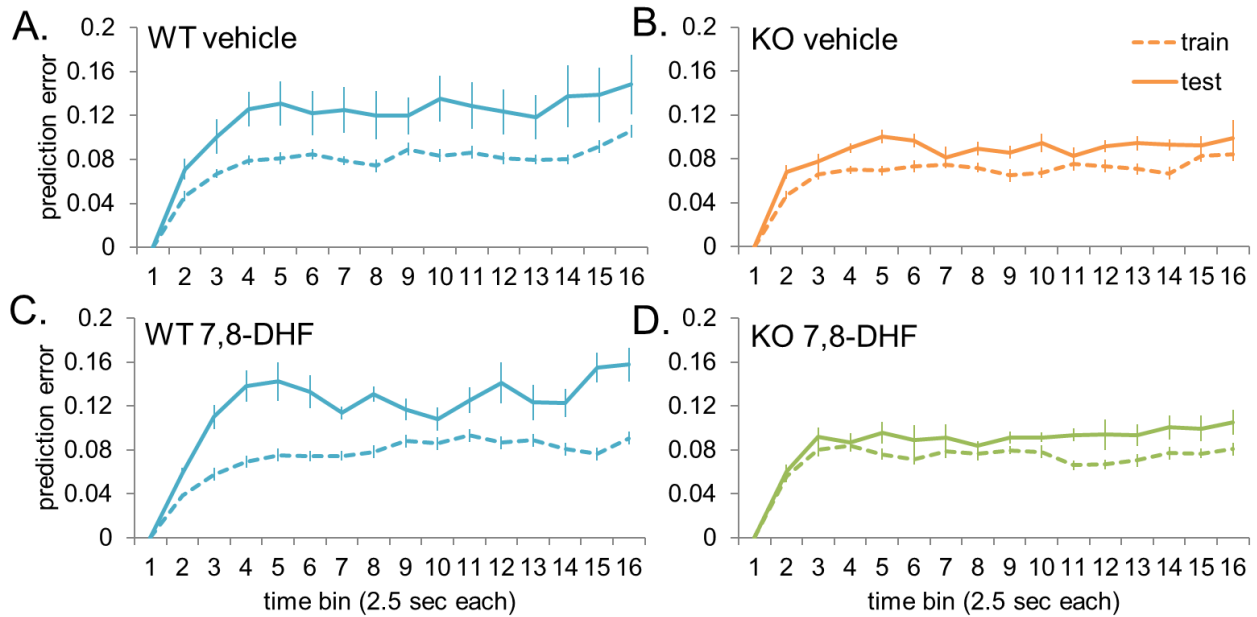 A. WT vehicle
0.2
0.16
0.12
0.08
0.04
0
prediction error
1 2 3 4 5 6 7 8 9 10 11 12 13 14 15 16
B. KO vehicle
train
test
0.2
0.16
0.12
0.08
0.04
0
1 2 3 4 5 6 7 8 9 10 11 12 13 14 15 16
C. WT 7,8-DHF
0.2
0.16
0.12
0.08
0.04
0
prediction error
1 2 3 4 5 6 7 8 9 10 11 12 13 14 15 16
time bin (2.5 sec each)
D. KO 7,8-DHF
0.2
0.16
0.12
0.08
0.04
0
1 2 3 4 5 6 7 8 9 10 11 12 13 14 15 16
time bin (2.5 sec each)